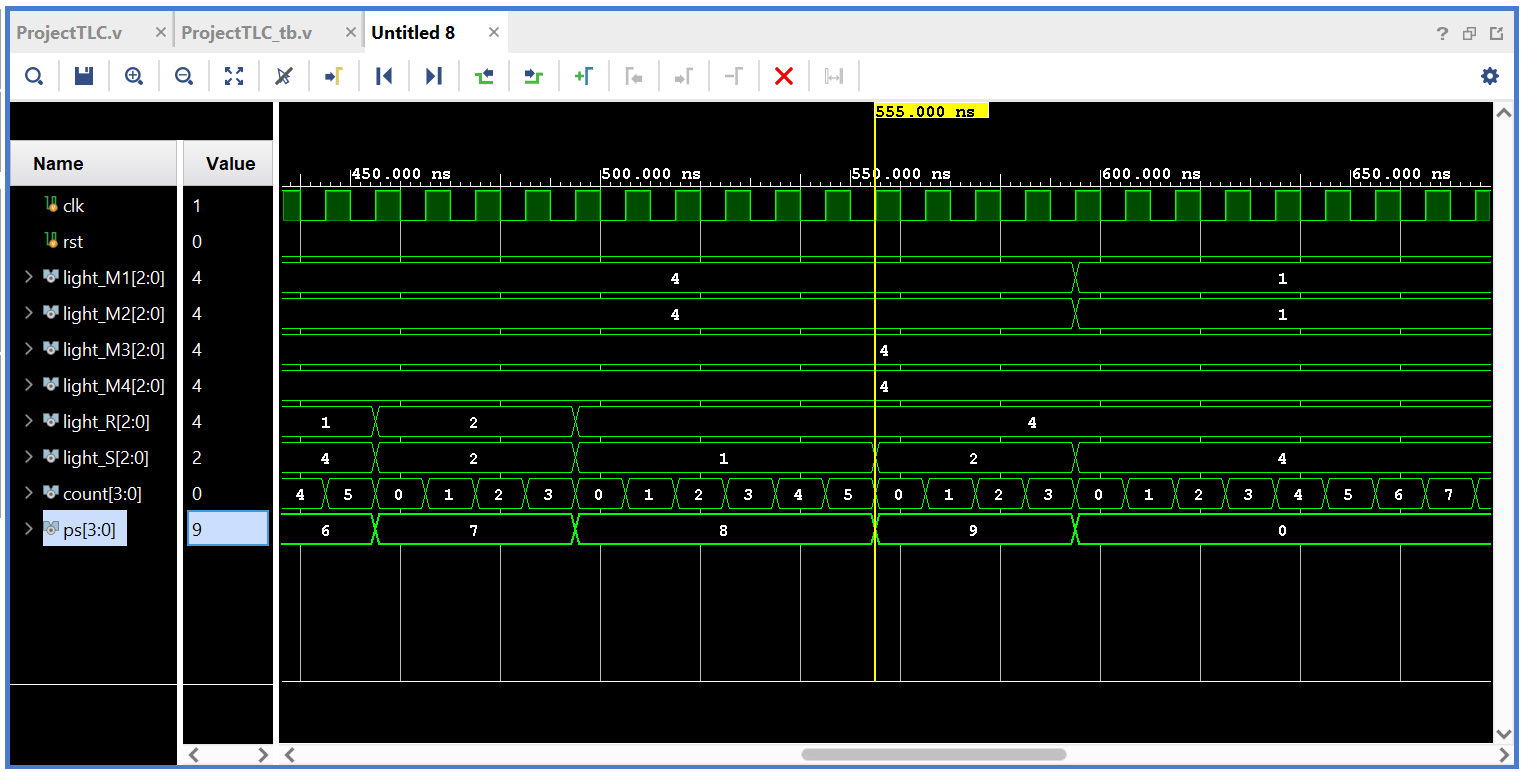 ProjectTLC.v × ProjectTLC_tb.v × Untitled 8 × ?
555.000 ns
Name Value
450.000 ns 500.000 ns 550.000 ns 600.000 ns 650.000 ns
clk 1
rst 0
light_M1[2:0] 4 4 1
light_M2[2:0] 4 4 1
light_M3[2:0] 4 4
light_M4[2:0] 4 4
light_R[2:0] 4 1 2 4
light_S[2:0] 2 4 2 1 2 4
count[3:0] 0 4 5 0 1 2 3 0 1 2 3 4 5 0 1 2 3 0 1 2 3 4 5 6 7
ps[3:0] 9 6 7 8 9 0